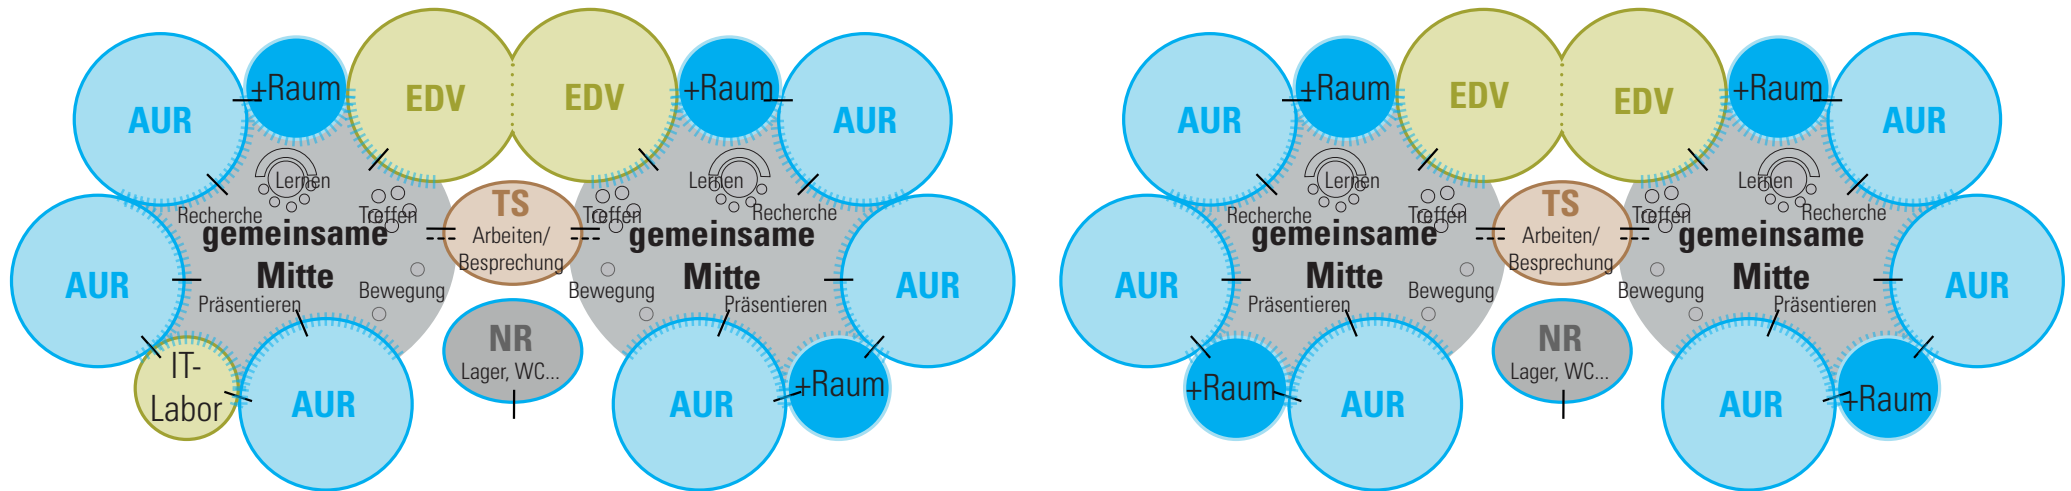 AUR
+Raum
EDV
EDV
+Raum
AUR
Lernen
Recherche
Treffen
gemeinsame
Mitte
TS
Arbeiten/
Besprechung
Treffen
Lernen
Recherche
gemeinsame
Mitte
AUR
Präsentieren
Bewegung
Bewegung
Präsentieren
AUR
IT-
Labor
AUR
NR
Lager, WC...
AUR
+Raum
AUR
+Raum
EDV
EDV
+Raum
AUR
Lernen
Recherche
Treffen
gemeinsame
Mitte
TS
Arbeiten/
Besprechung
Treffen
Lernen
Recherche
gemeinsame
Mitte
AUR
Präsentieren
Bewegung
Bewegung
Präsentieren
AUR
+Raum
AUR
NR
Lager, WC...
AUR
+Raum